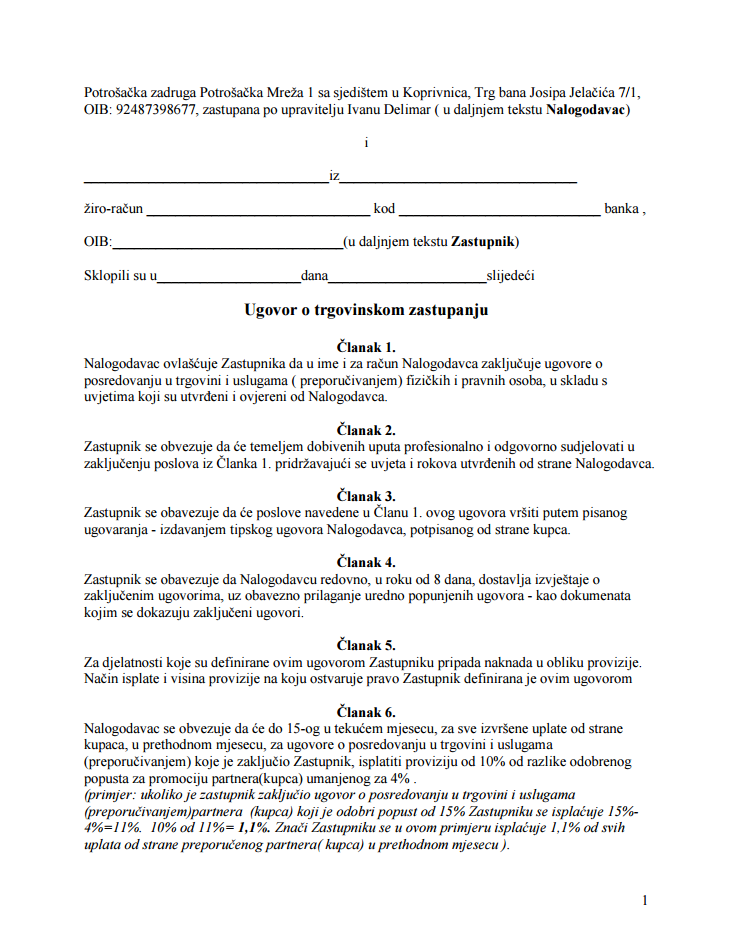 Potrošačka zadruga Potrošačka Mreža 1 sa sjedištem u Koprivnica, Trg bana Josipa Jelačića 7/1,
OIB: 92487398677, zastupana po upravitelju Ivanu Delimar ( u daljnjem tekstu Nalogodavac)
i
___________________________________iz__________________________________
žiro-račun ________________________________ kod _____________________________ banka ,
OIB:_________________________________(u daljnjem tekstu Zastupnik)
Sklopili su u____________________dana______________________slijedeći
Ugovor o trgovinskom zastupanju
Članak 1.
Nalogodavac ovlašćuje Zastupnika da u ime i za račun Nalogodavca zaključuje ugovore o
posredovanju u trgovini i uslugama ( preporučivanjem) fizičkih i pravnih osoba, u skladu s
uvjetima koji su utvrđeni i ovjereni od Nalogodavca.
Članak 2.
Zastupnik se obvezuje da će temeljem dobivenih uputa profesionalno i odgovorno sudjelovati u
zaključenju poslova iz Članka 1. pridržavajući se uvjeta i rokova utvrđenih od strane Nalogodavca.
Članak 3.
Zastupnik se obavezuje da će poslove navedene u Članu 1. ovog ugovora vršiti putem pisanog
ugovaranja - izdavanjem tipskog ugovora Nalogodavca, potpisanog od strane kupca.
Članak 4.
Zastupnik se obavezuje da Nalogodavcu redovno, u roku od 8 dana, dostavlja izvještaje o
zaključenim ugovorima, uz obavezno prilaganje uredno popunjenih ugovora - kao dokumenata
kojim se dokazuju zaključeni ugovori.
Članak 5.
Za djelatnosti koje su definirane ovim ugovorom Zastupniku pripada naknada u obliku provizije.
Način isplate i visina provizije na koju ostvaruje pravo Zastupnik definirana je ovim ugovorom
Članak 6.
Nalogodavac se obvezuje da će do 15-og u tekućem mjesecu, za sve izvršene uplate od strane
kupaca, u prethodnom mjesecu, za ugovore o posredovanju u trgovini i uslugama
(preporučivanjem) koje je zaključio Zastupnik, isplatiti proviziju od 10% od razlike odobrenog
popusta za promociju partnera(kupca) umanjenog za 4% .
(primjer: ukoliko je zastupnik zaključio ugovor o posredovanju u trgovini i uslugama
(preporučivanjem)partnera (kupca) koji je odobri popust od 15% Zastupniku se isplaćuje 15%-
4%=11%. 10% od 11%= 1,1%. Znači Zastupniku se u ovom primjeru isplaćuje 1,1% od svih
uplata od strane preporučenog partnera( kupca) u prethodnom mjesecu ).
1